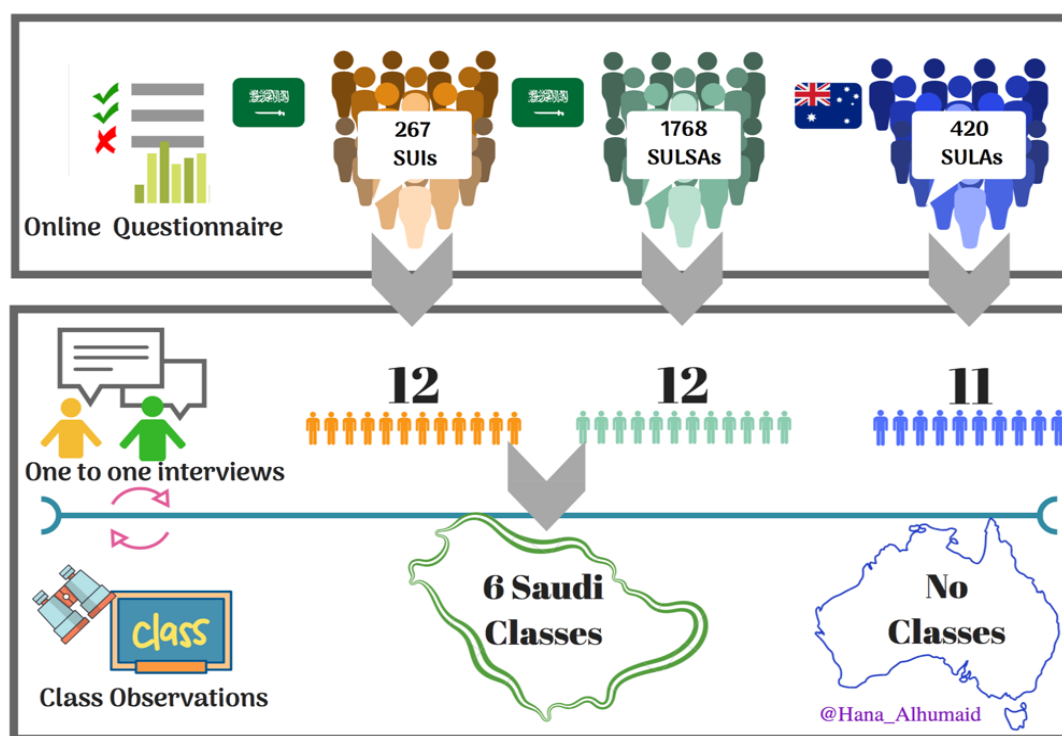 267
SUIs
1768
SULSAs
420
SULAs
Online Questionnaire
12
12
11
One to one interviews
6 Saudi
Classes
No
Classes
class
Class Observations
@Hana_Alhumaid